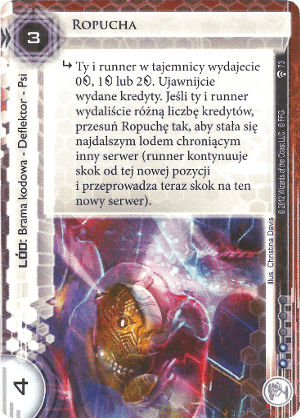 Ropucha
3
↳ Ty i runner w tajemnicy wydajecie
0, 1 lub 2. Ujawnijcie
wydane kredyty. Jeśli ty i runner
wydaliście różną liczbę kredytów,
przesuń Ropuchę tak, aby stała się
najdalszym lodem chroniącym
inny serwer (runner kontynuuje
skok od tej nowej pozycji
i przeprowadza teraz skok na ten
nowy serwer).
LÓD: Brama kodowa - Deflektor - Psi
4
Illus. Christina Davis
©2012 Wizards of the Coast LLC. ©FFG
73